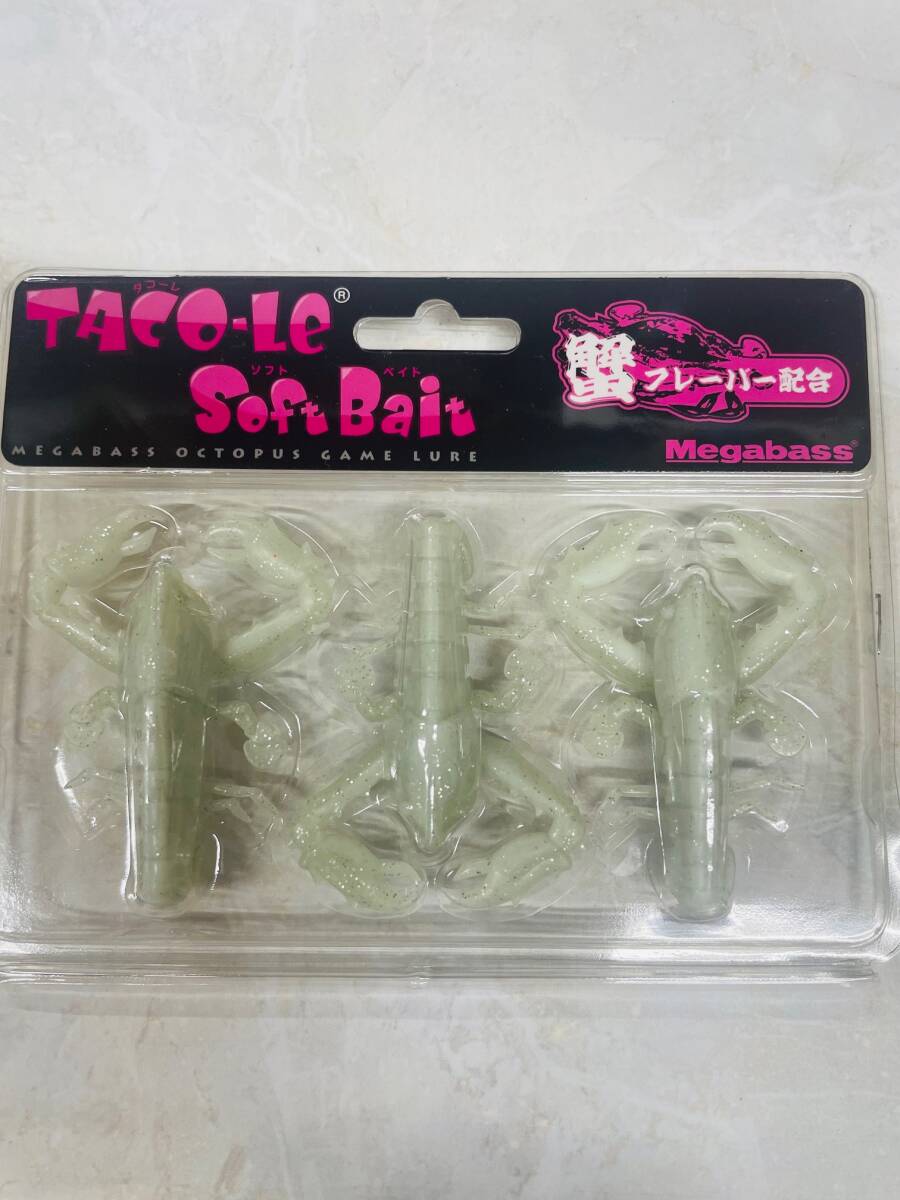 タコーレ
TACO-Le®
ソフト ベイト
Soft Bait
MEGABASS OCTOPUS GAME LURE
蟹フレーバー配合
Megabass®